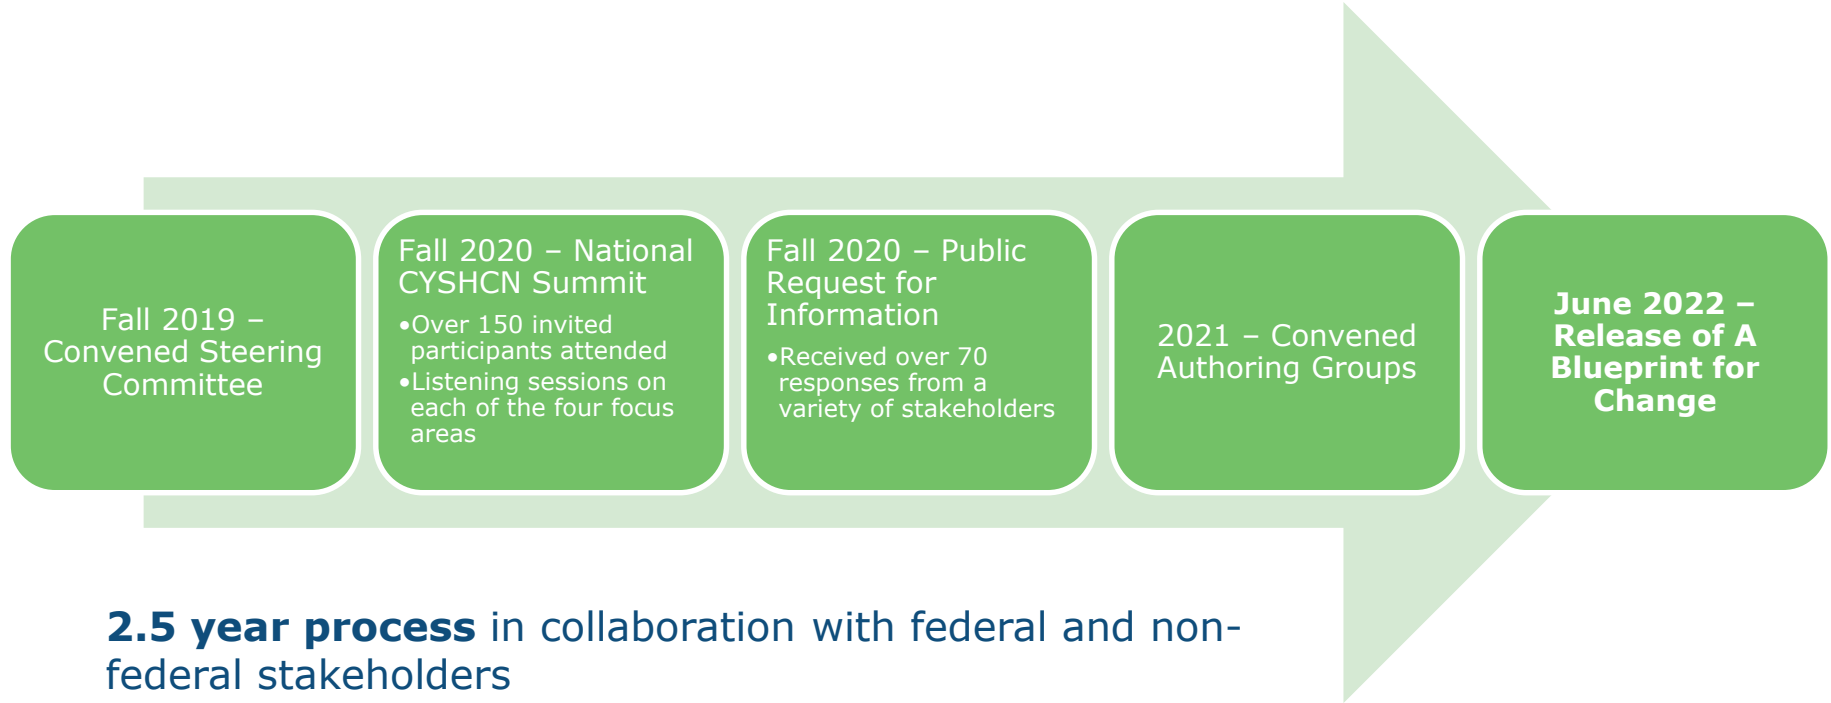 Fall 2019 –
Convened Steering
Committee
Fall 2020 – National
CYSHCN Summit
•Over 150 invited
participants attended
•Listening sessions on
each of the four focus
areas
Fall 2020 – Public
Request for
Information
•Received over 70
responses from a
variety of stakeholders
2021 – Convened
Authoring Groups
June 2022 –
Release of A
Blueprint for
Change
2.5 year process in collaboration with federal and non-
federal stakeholders